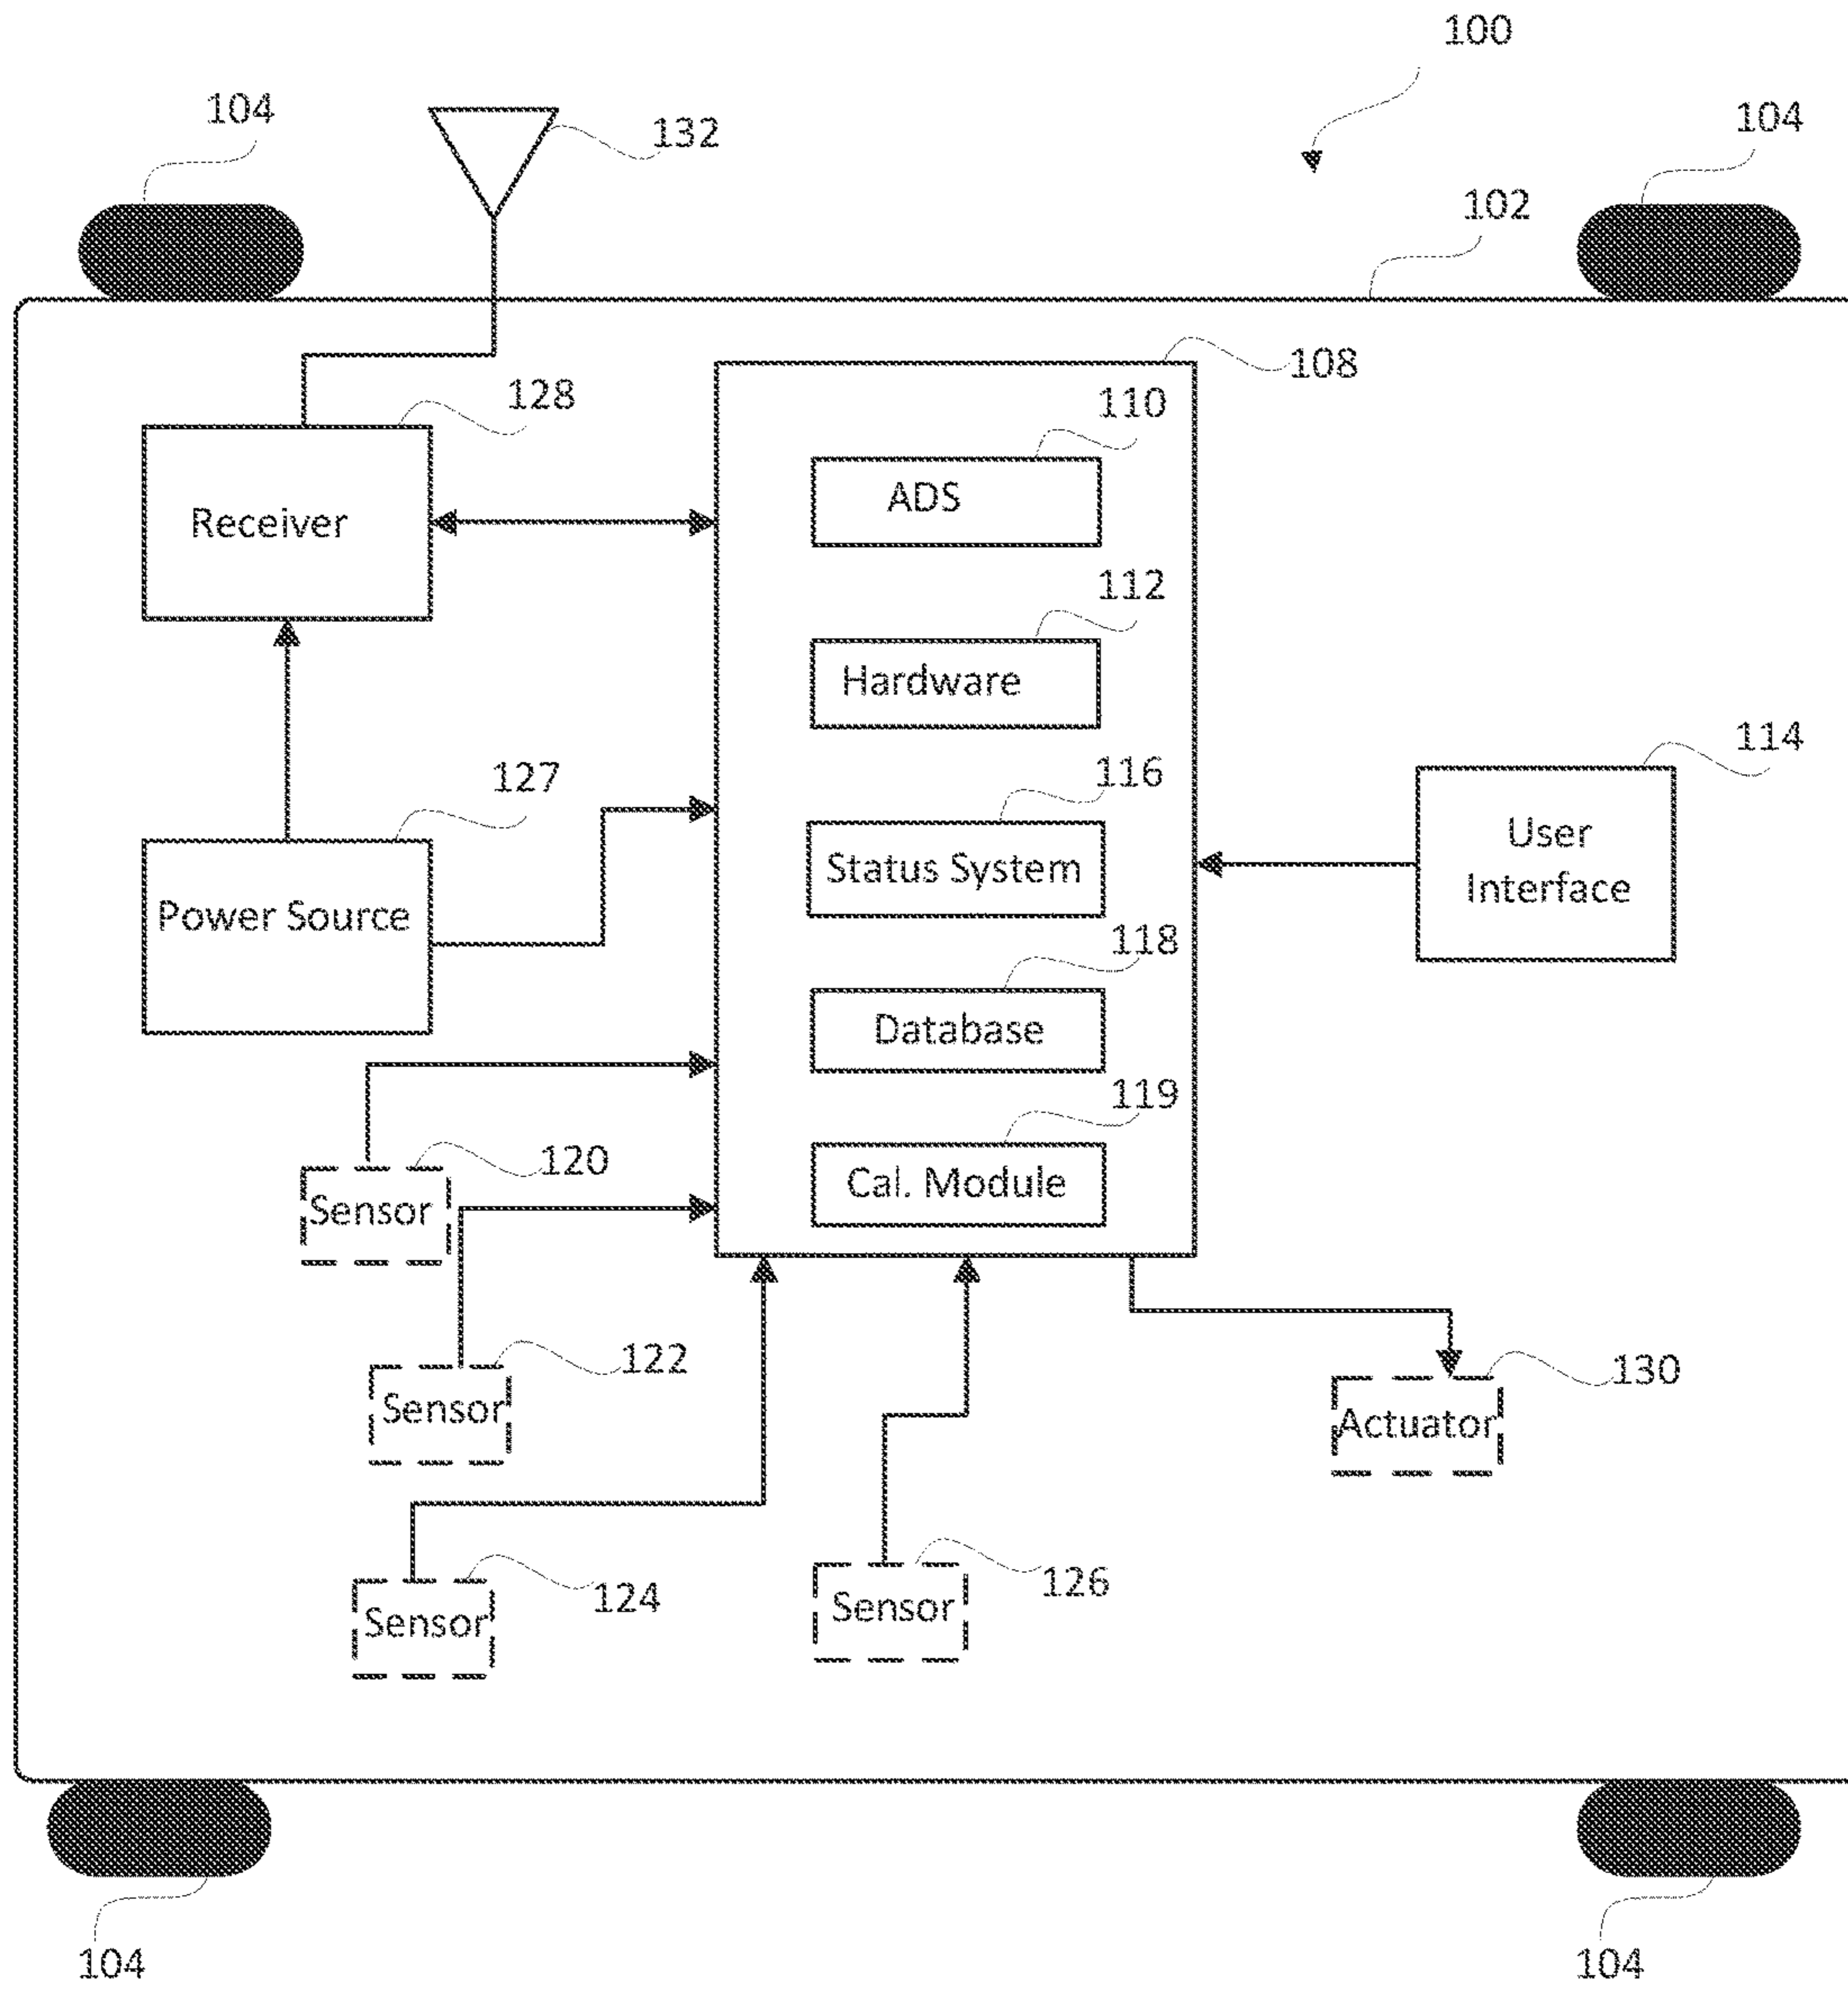 100
104
132
104
102
108
128
110
Receiver
ADS
112
Hardware
114
127
116
User
Interface
Status System
Power Source
118
Database
119
120
Cal. Module
Sensor
122
130
Sensor
Actuator
124
126
Sensor
Sensor
104
104